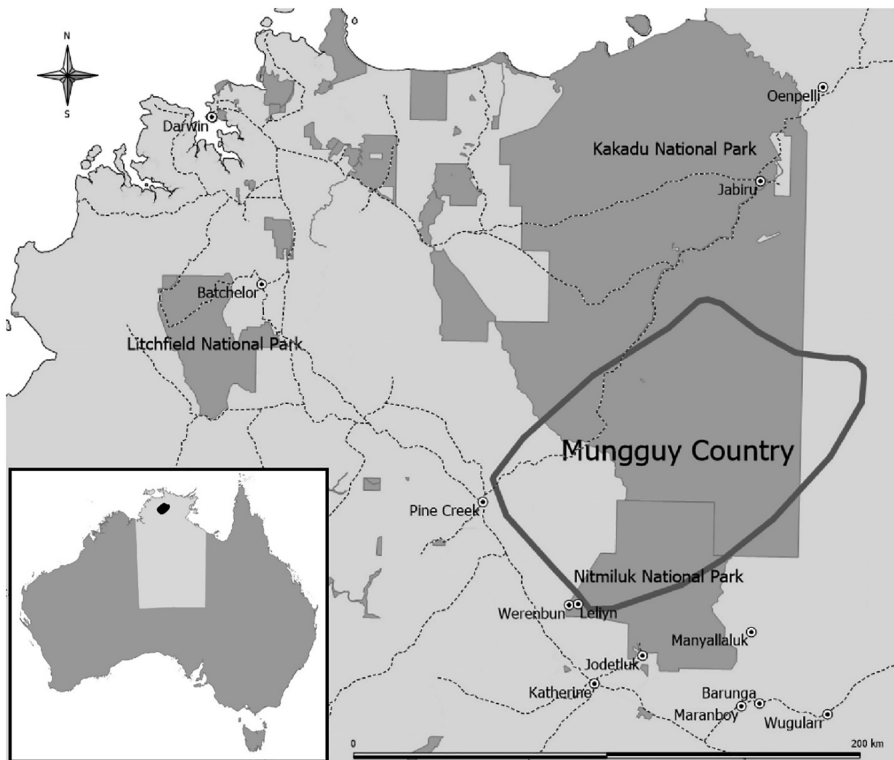 N
S
Oenpelli
Darwin
Kakadu National Park
Jabiru
Batchelor
Litchfield National Park
Mungguy Country
Pine Creek
Nitmiluk National Park
Werenbun
Leliyn
Manyallaluk
Jodetluk
Katherine
Barunga
Maranboy
Wugularr
0
200 km